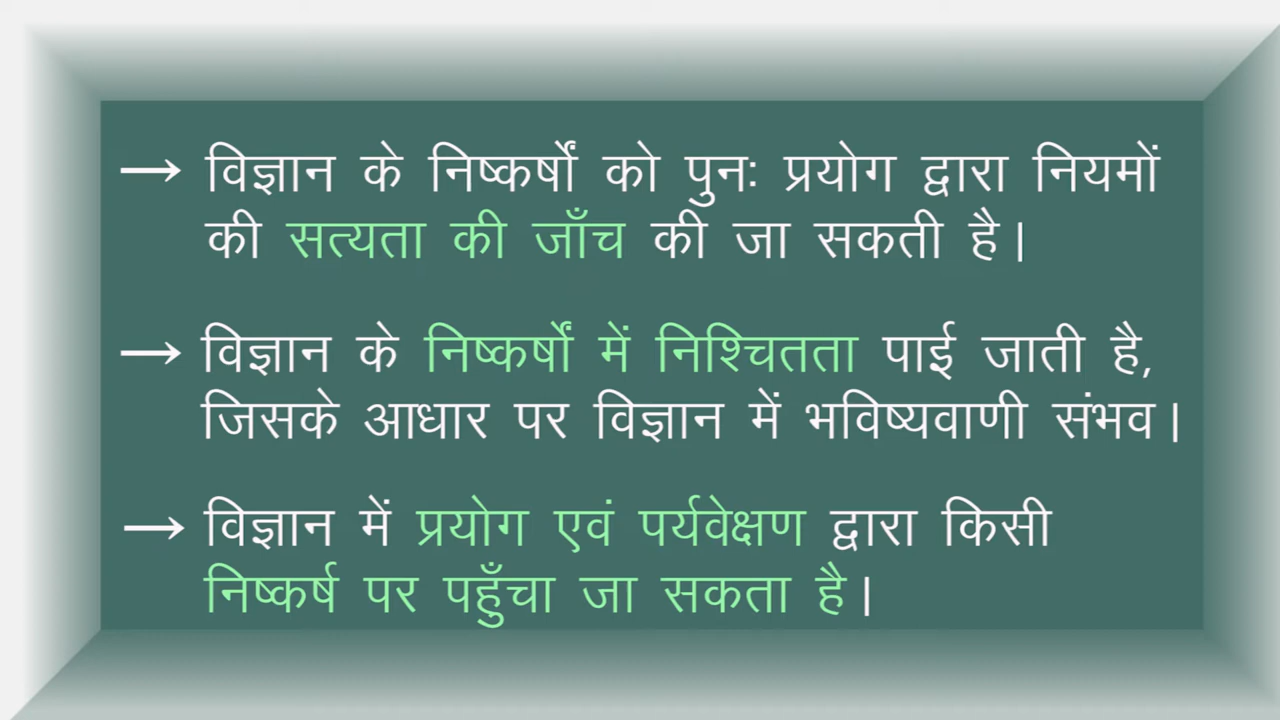 → विज्ञान के निष्कर्षों को पुनः प्रयोग द्वारा नियमों
की सत्यता की जाँच की जा सकती है।
→ विज्ञान के निष्कर्षों में निश्चितता पाई जाती है,
जिसके आधार पर विज्ञान में भविष्यवाणी संभव।
→ विज्ञान में प्रयोग एवं पर्यवेक्षण द्वारा किसी
निष्कर्ष पर पहुँचा जा सकता है।